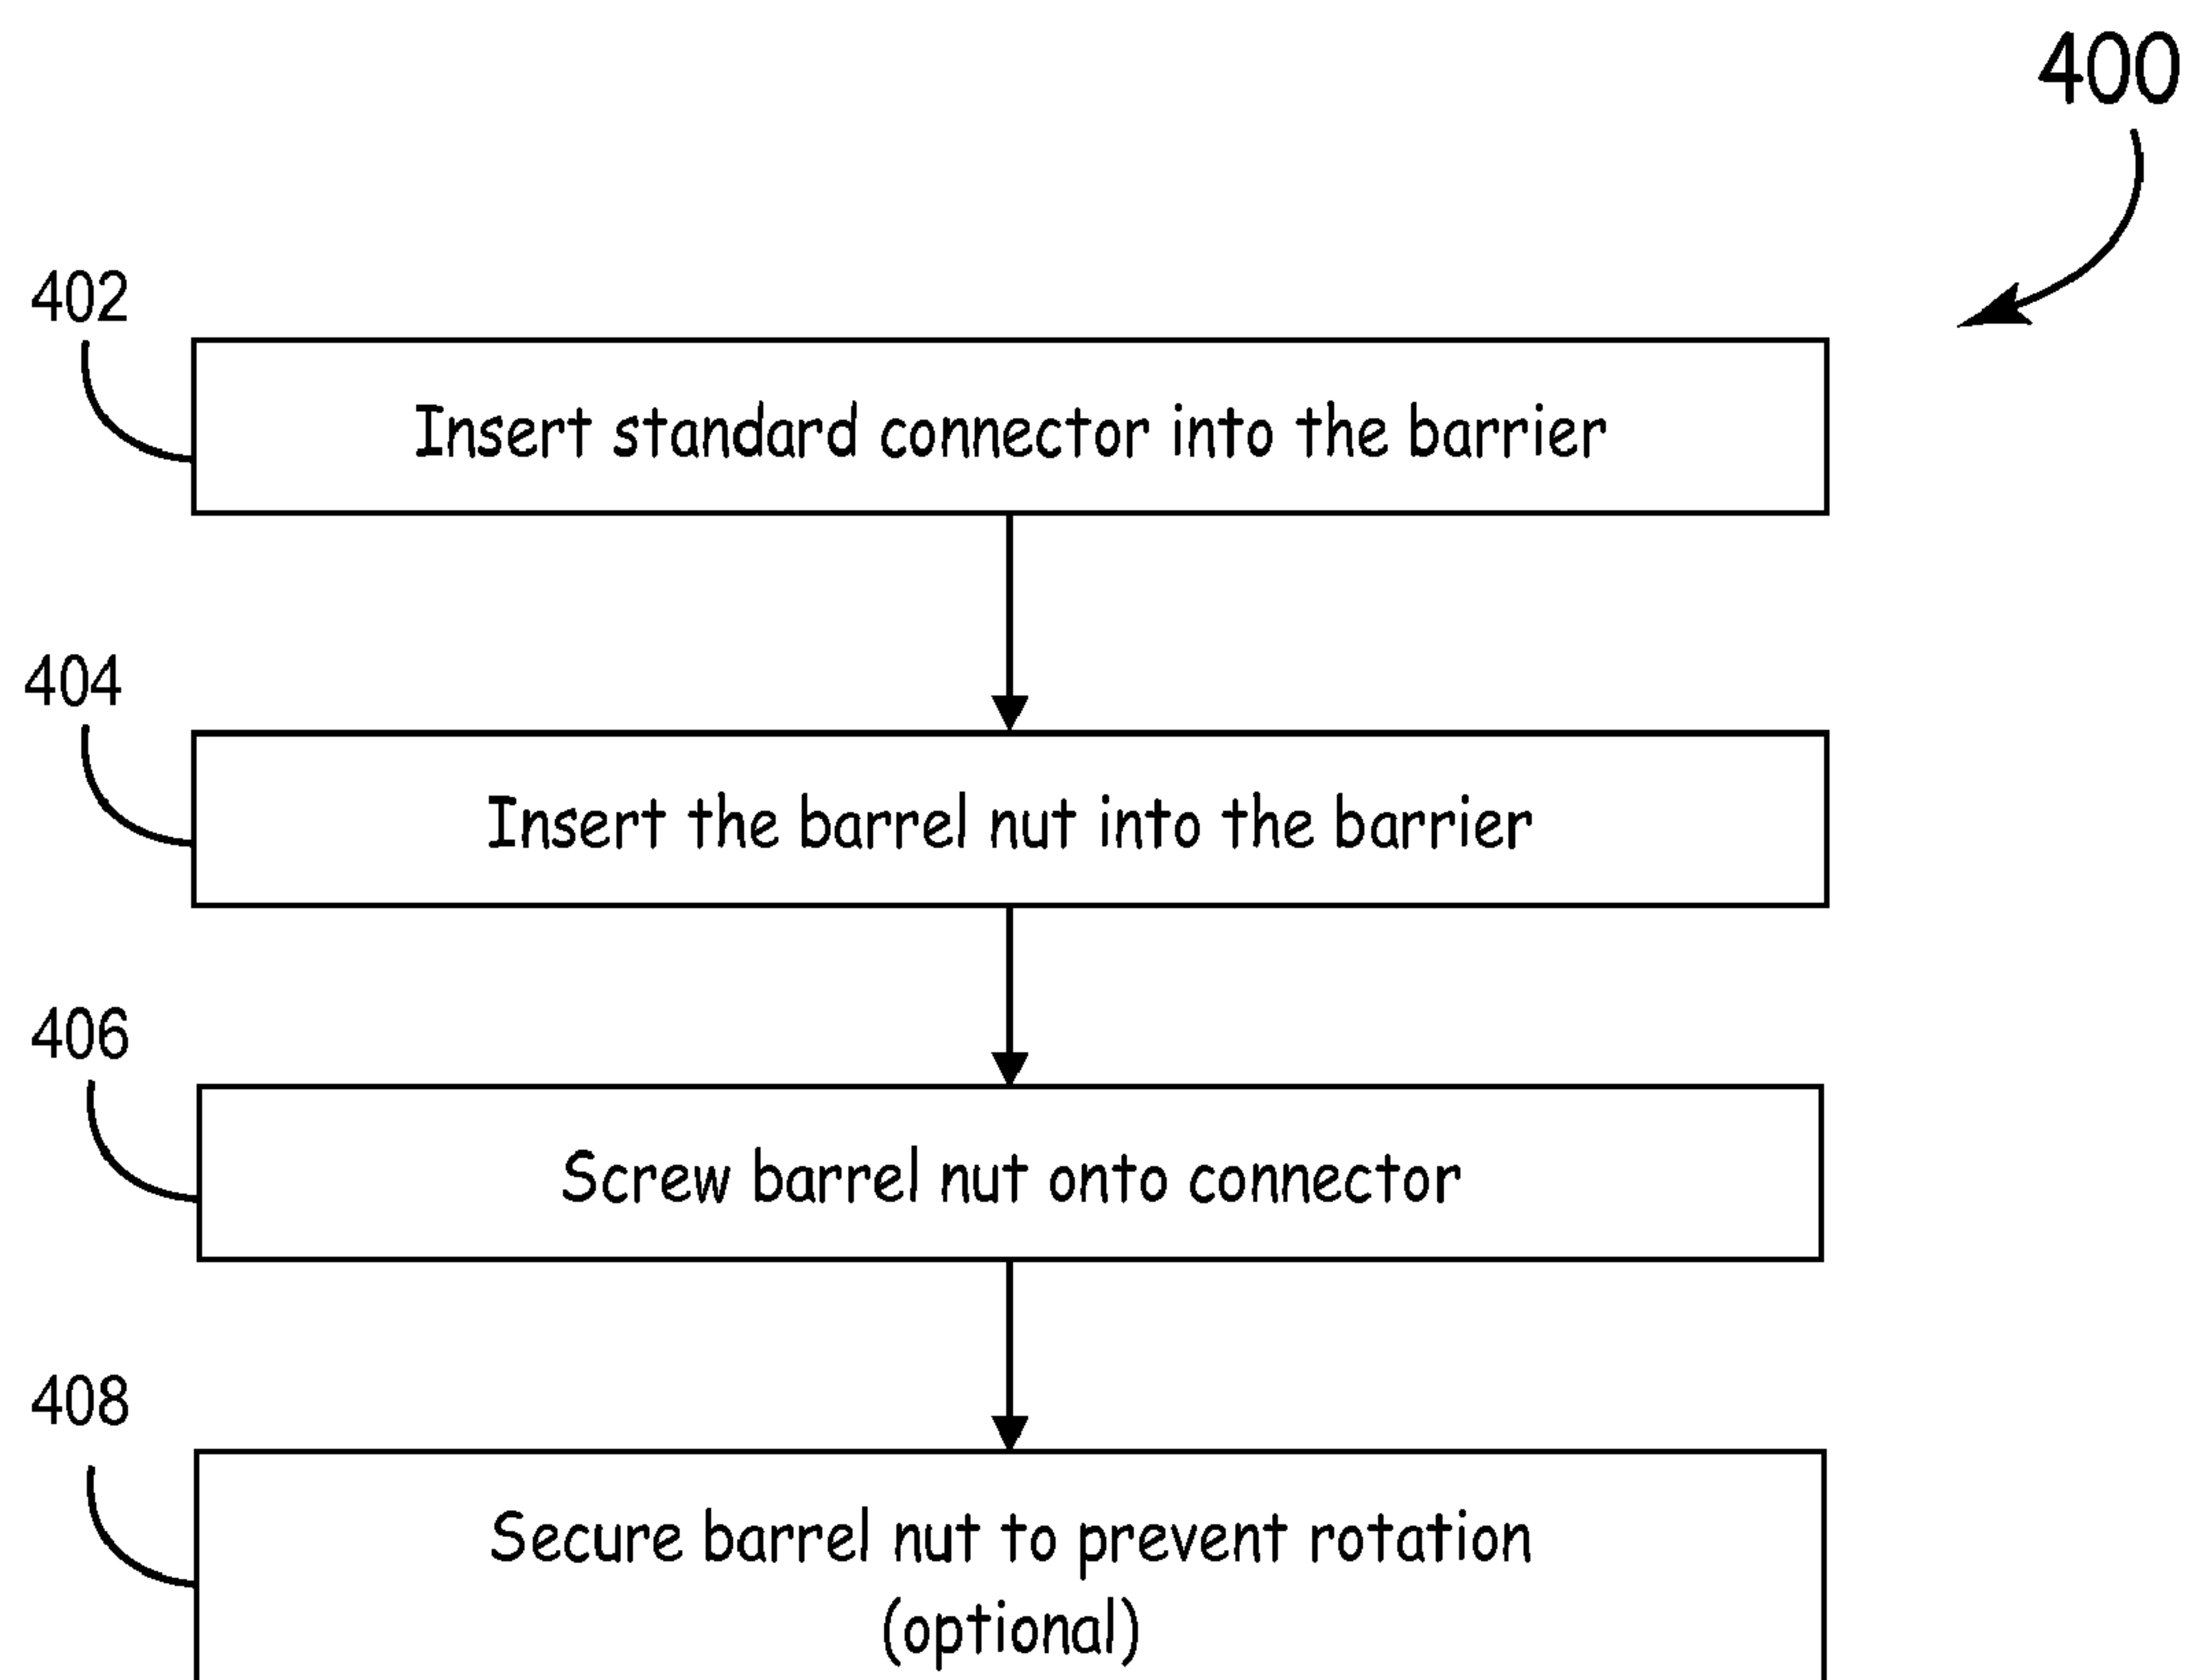 400
402
Insert standard connector into the barrier
404
Insert the barrel nut into the barrier
406
Screw barrel nut onto connector
408
Secure barrel nut to prevent rotation
(optional)